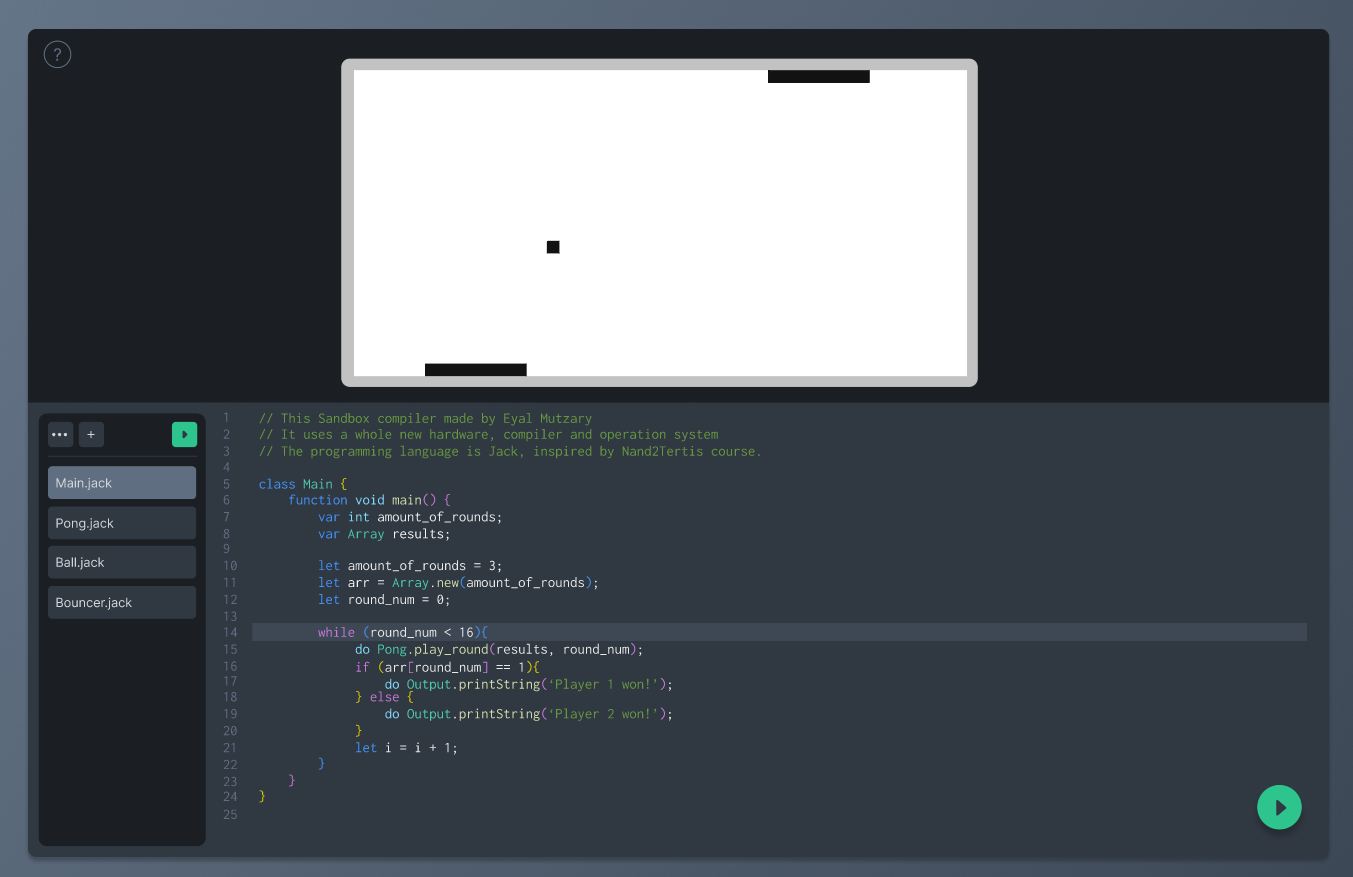 ?
1 // This Sandbox compiler made by Eyal Mutzary
2 // It uses a whole new hardware, compiler and operation system
3 // The programming language is Jack, inspired by Nand2Tertis course.
4
5 class Main {
6 function void main() {
7 var int amount_of_rounds;
8 var Array results;
9
10 let amount_of_rounds = 3;
11 let arr = Array.new(amount_of_rounds);
12 let round_num = 0;
13
14 while (round_num < 16){
15 do Pong.play_round(results, round_num);
16 if (arr[round_num] == 1){
17 do Output.printString(‘Player 1 won!’);
18 } else {
19 do Output.printString(‘Player 2 won!’);
20 }
21 let i = i + 1;
22 }
23 }
24 }
25
••• +
Main.jack
Pong.jack
Ball.jack
Bouncer.jack